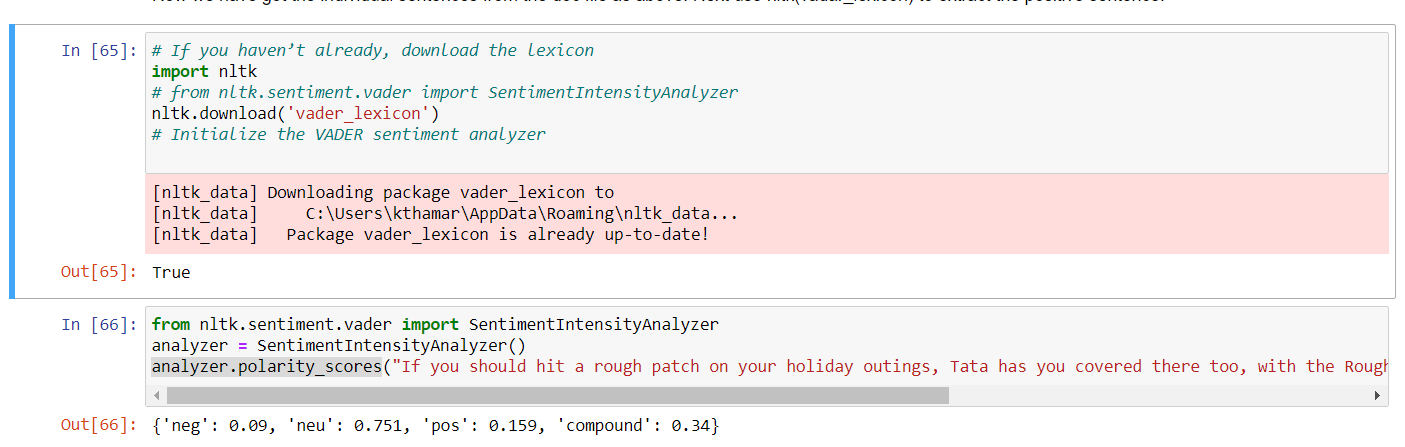 In [65]: # If you haven’t already, download the lexicon
import nltk
# from nltk.sentiment.vader import SentimentIntensityAnalyzer
nltk.download('vader_lexicon')
# Initialize the VADER sentiment analyzer
[nltk_data] Downloading package vader_lexicon to
[nltk_data]     C:\Users\kthamar\AppData\Roaming\nltk_data...
[nltk_data]   Package vader_lexicon is already up-to-date!
Out[65]: True
In [66]: from nltk.sentiment.vader import SentimentIntensityAnalyzer
analyzer = SentimentIntensityAnalyzer()
analyzer.polarity_scores("If you should hit a rough patch on your holiday outings, Tata has you covered there too, with the Rough
Out[66]: {'neg': 0.09, 'neu': 0.751, 'pos': 0.159, 'compound': 0.34}